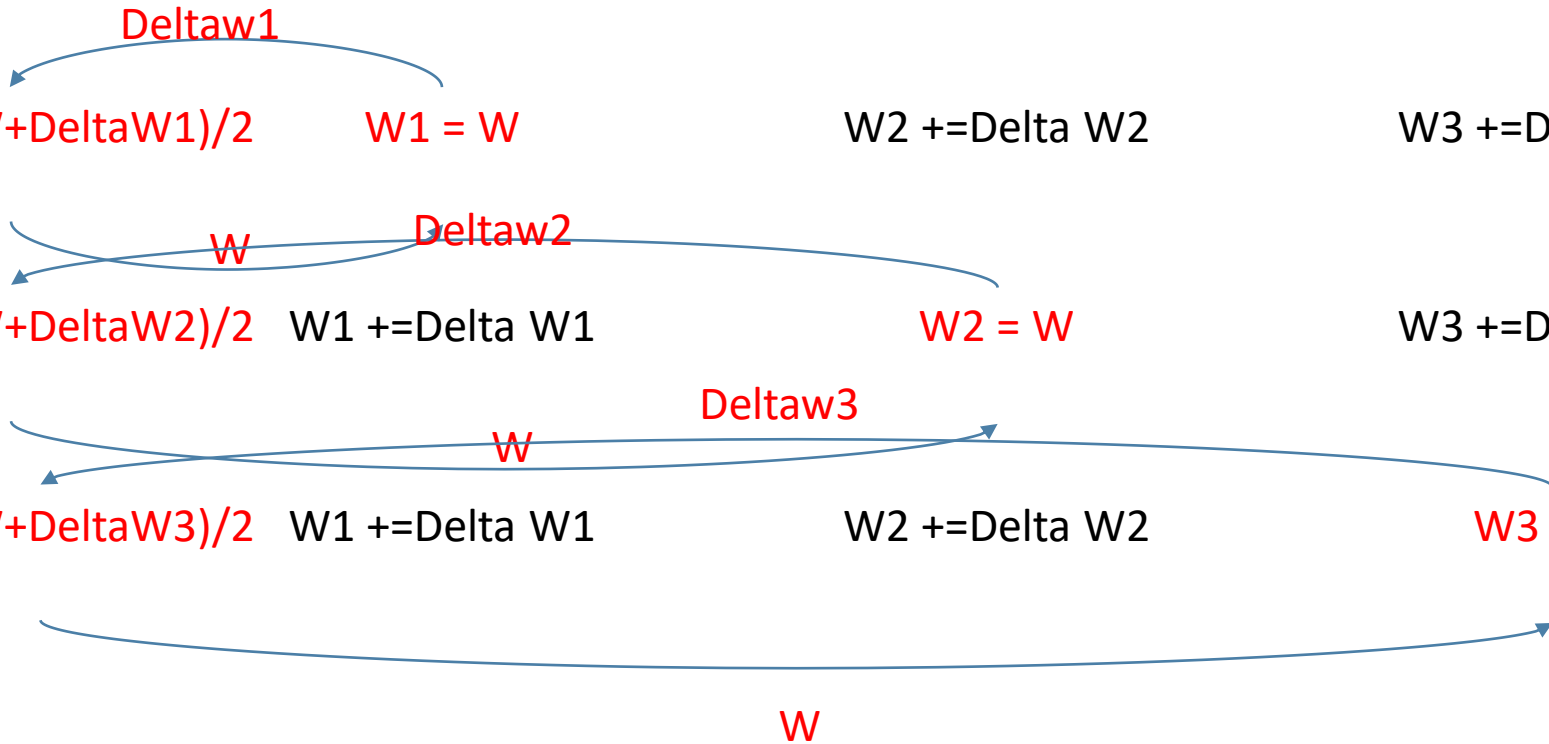 Deltaw1
+DeltaW1)/2 W1 = W W2 +=Delta W2 W3 +=D
W Deltaw2
+DeltaW2)/2 W1 +=Delta W1 W2 = W W3 +=D
Deltaw3
W
+DeltaW3)/2 W1 +=Delta W1 W2 +=Delta W2 W3
W